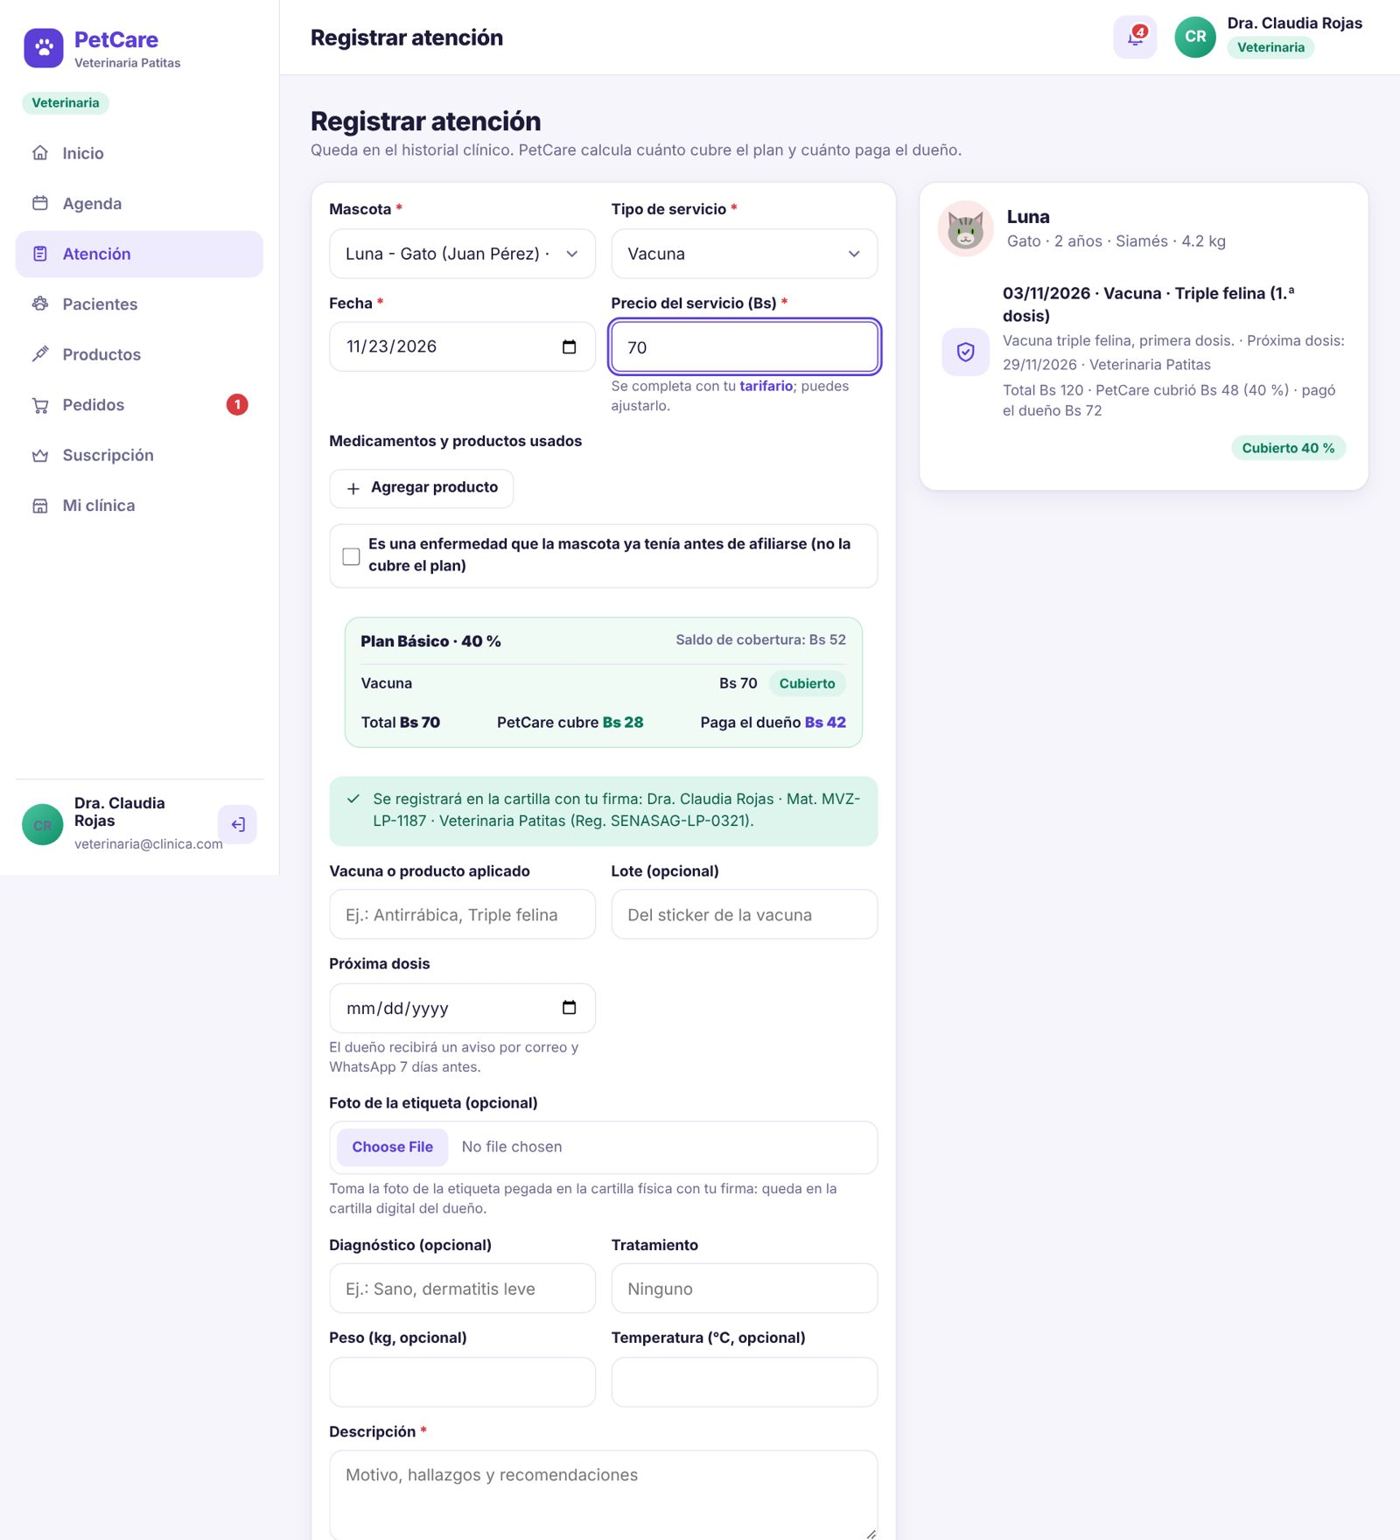 PetCare
Veterinaria Patitas
Veterinaria
Inicio
Agenda
Atención
Pacientes
Productos
Pedidos
1
Suscripción
Mi clínica
CR
Dra. Claudia
Rojas
veterinaria@clinica.com
Registrar atención
4
CR
Dra. Claudia Rojas
Veterinaria
Registrar atención
Queda en el historial clínico. PetCare calcula cuánto cubre el plan y cuánto paga el dueño.
Mascota *
Tipo de servicio *
Luna - Gato (Juan Pérez) ·
Vacuna
Fecha *
Precio del servicio (Bs) *
11/23/2026
70
Se completa con tu tarifario; puedes
ajustarlo.
Medicamentos y productos usados
+ Agregar producto
Es una enfermedad que la mascota ya tenía antes de afiliarse (no la
cubre el plan)
Plan Básico · 40 %
Saldo de cobertura: Bs 52
Vacuna
Bs 70
Cubierto
Total Bs 70
PetCare cubre Bs 28
Paga el dueño Bs 42
Se registrará en la cartilla con tu firma: Dra. Claudia Rojas · Mat. MVZ-
LP-1187 · Veterinaria Patitas (Reg. SENASAG-LP-0321).
Vacuna o producto aplicado
Lote (opcional)
Ej.: Antirrábica, Triple felina
Del sticker de la vacuna
Próxima dosis
mm/dd/yyyy
El dueño recibirá un aviso por correo y
WhatsApp 7 días antes.
Foto de la etiqueta (opcional)
Choose File
No file chosen
Toma la foto de la etiqueta pegada en la cartilla física con tu firma: queda en la
cartilla digital del dueño.
Diagnóstico (opcional)
Tratamiento
Ej.: Sano, dermatitis leve
Ninguno
Peso (kg, opcional)
Temperatura (°C, opcional)
Descripción *
Motivo, hallazgos y recomendaciones
Luna
Gato · 2 años · Siamés · 4.2 kg
03/11/2026 · Vacuna · Triple felina (1.ª
dosis)
Vacuna triple felina, primera dosis. · Próxima dosis:
29/11/2026 · Veterinaria Patitas
Total Bs 120 · PetCare cubrió Bs 48 (40 %) · pagó
el dueño Bs 72
Cubierto 40 %